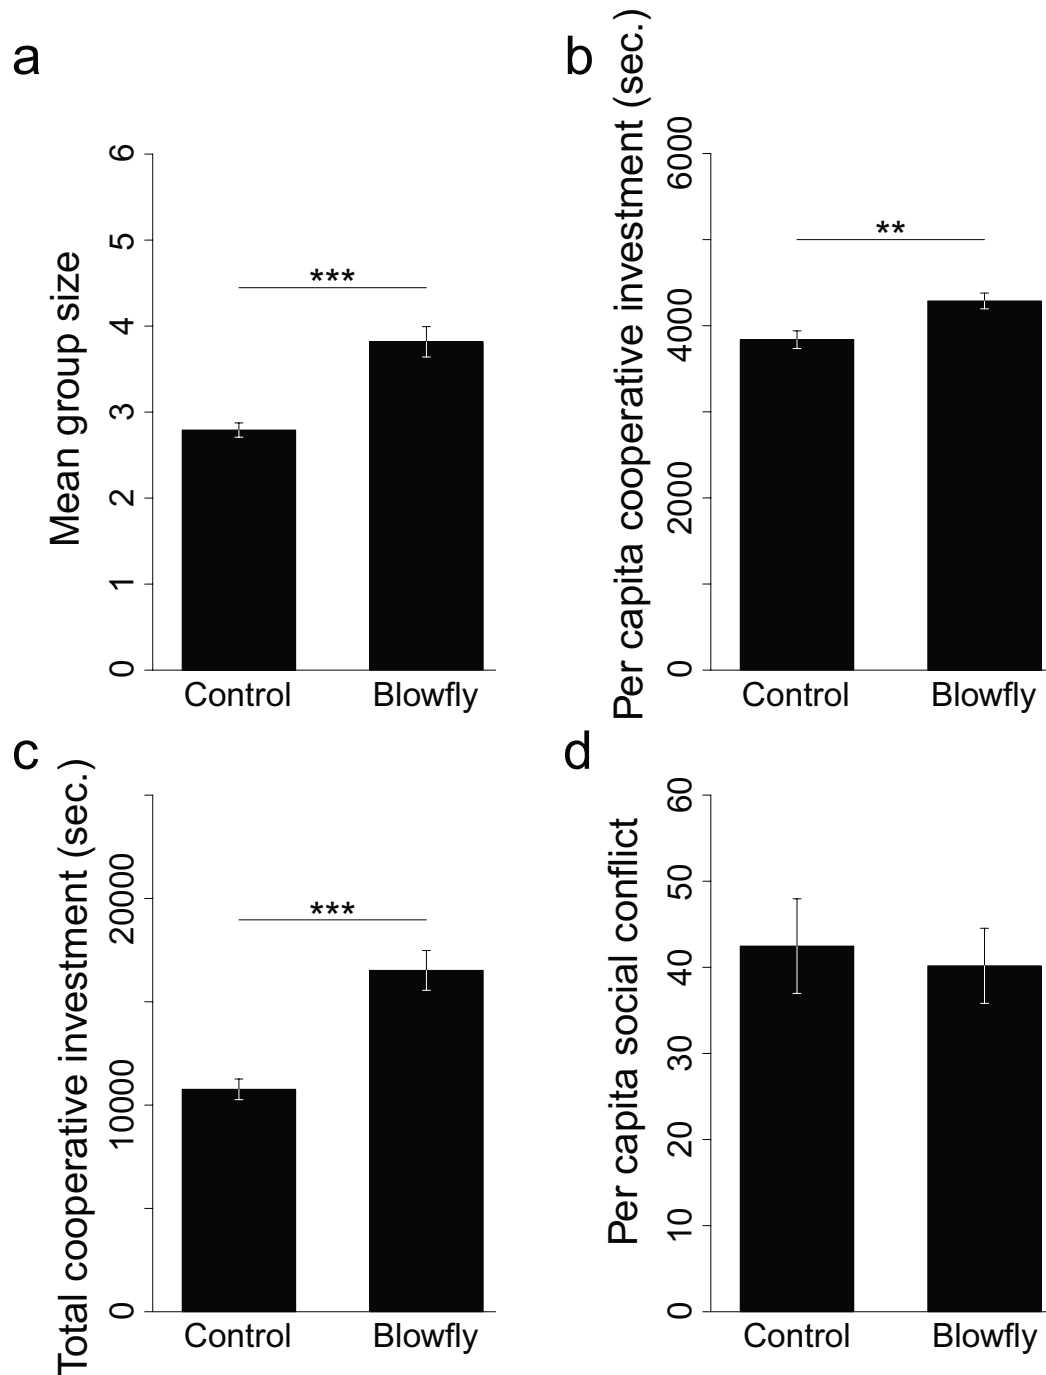 a
Mean group size
6
5
4
3
2
1
0
***
Control
Blowfly
b
Per capita cooperative investment (sec.)
6000
4000
2000
0
**
Control
Blowfly
c
Total cooperative investment (sec.)
20000
10000
0
***
Control
Blowfly
d
Per capita social conflict
60
50
40
30
20
10
0
Control
Blowfly